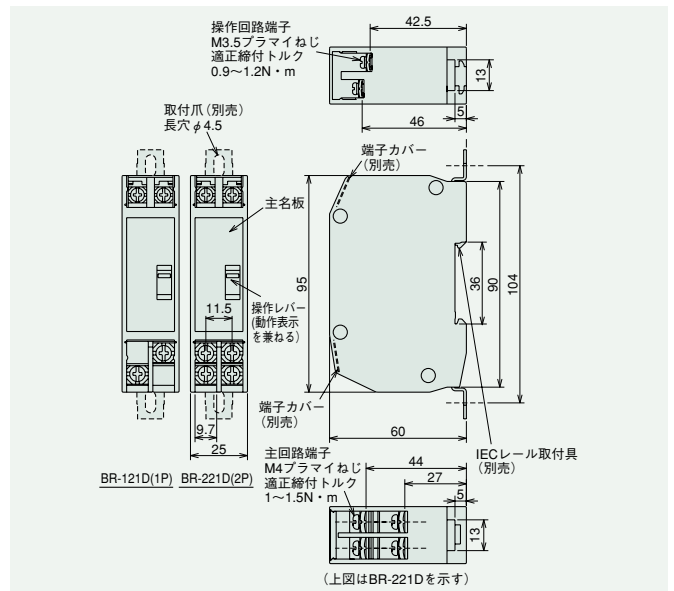 操作回路端子
M3.5プラマイねじ
適正締付トルク
0.9〜1.2N・m
42.5
13
5
46
取付爪(別売)
長穴φ4.5
端子カバー
(別売)
主名板
95
36
90
104
11.5
操作レバー
(動作表示
を兼ねる)
端子カバー
(別売)
9.7
25
60
IECレール取付具
(別売)
BR-121D(1P) BR-221D(2P)
主回路端子
M4プラマイねじ
適正締付トルク
1〜1.5N・m
44
27
5
13
(上図はBR-221Dを示す)